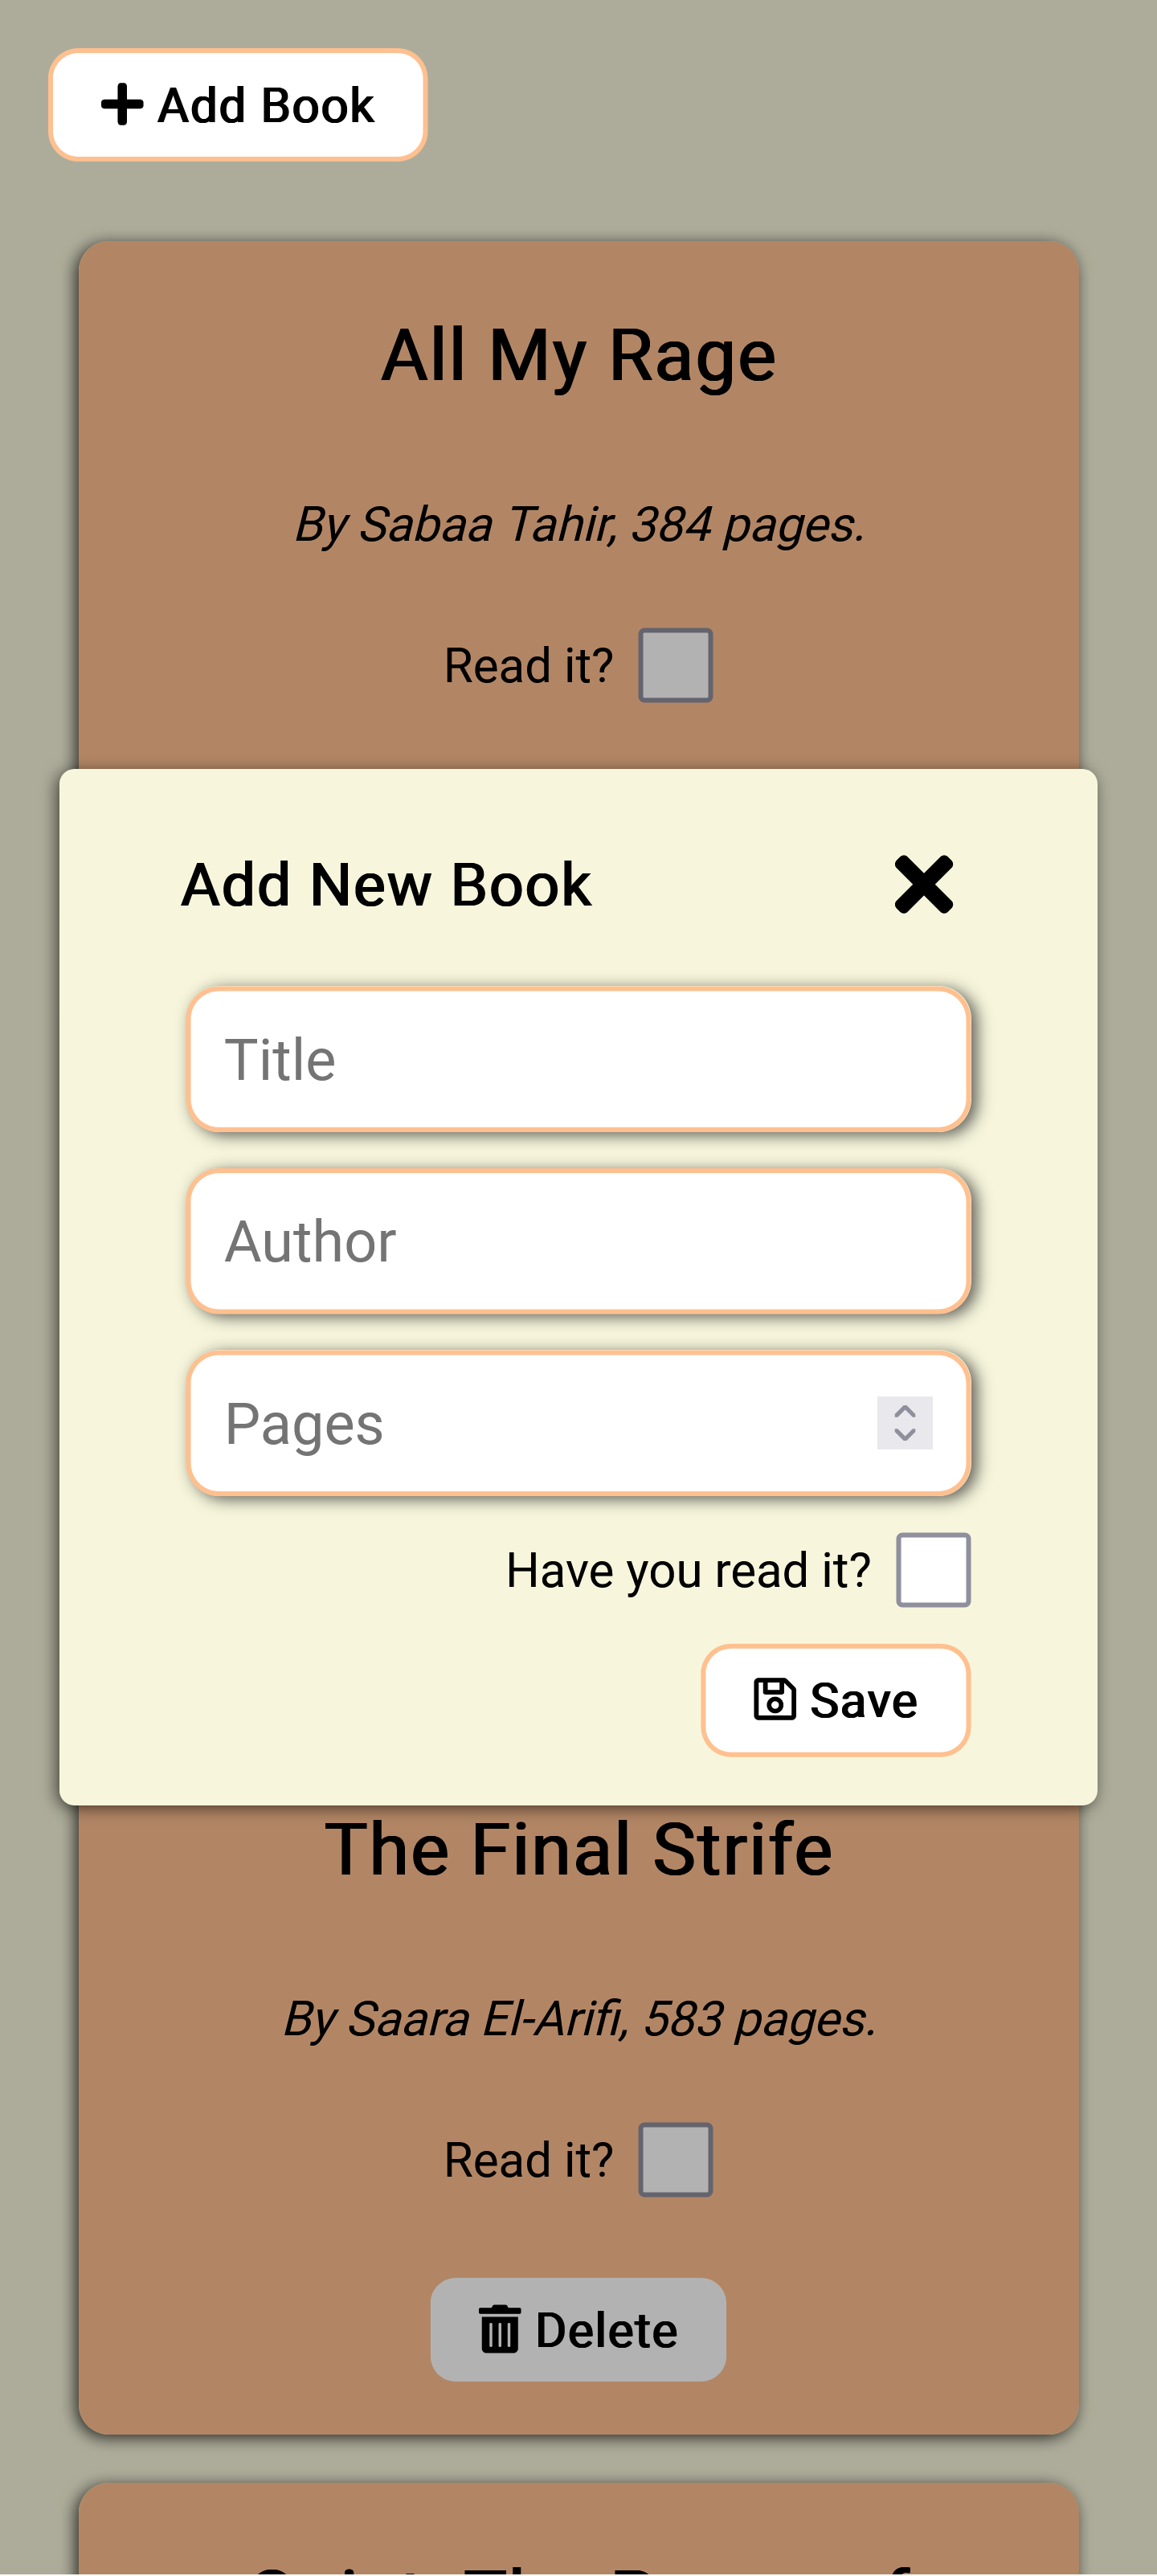 Add Book
All My Rage
By Sabaa Tahir, 384 pages.
Read it?
Add New Book
Title
Author
Pages
Have you read it?
Save
The Final Strife
By Saara El-Arifi, 583 pages.
Read it?
Delete